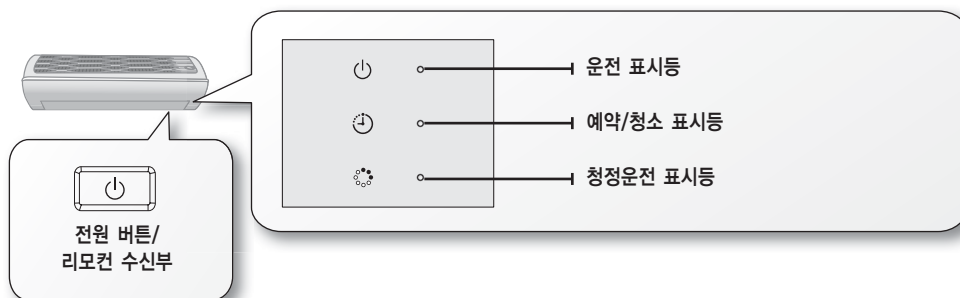 운전 표시등
예약/청소 표시등
청정운전 표시등
전원 버튼/
리모컨 수신부